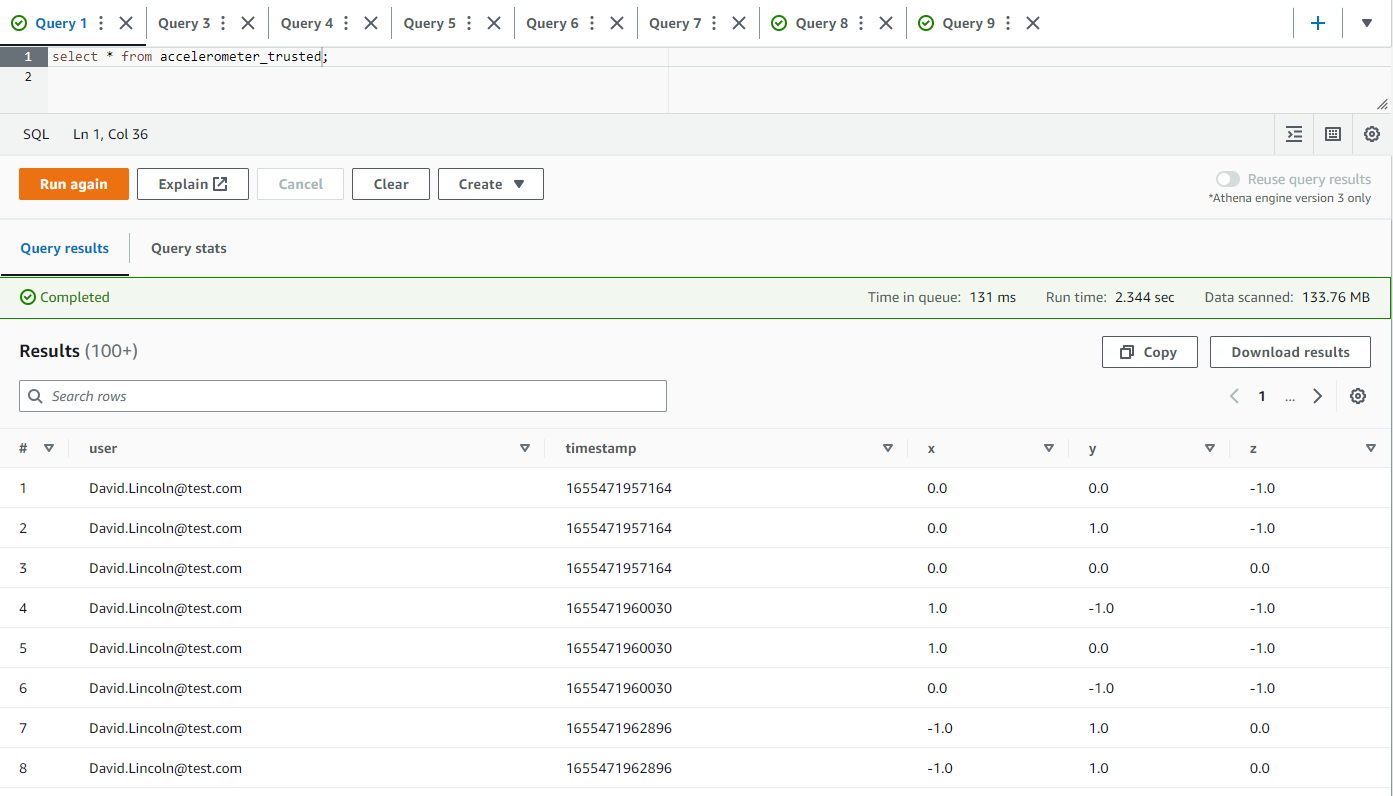 Query 1 Query 3 Query 4 Query 5 Query 6 Query 7 Query 8 Query 9
1 select * from accelerometer_trusted;
2
SQL Ln 1, Col 36
Run again Explain Cancel Clear Create Reuse query results
*Athena engine version 3 only
Query results Query stats
Completed Time in queue: 131 ms Run time: 2.344 sec Data scanned: 133.76 MB
Results (100+) Copy Download results
Search rows 1 ...
# user timestamp x y z
1 David.Lincoln@test.com 1655471957164 0.0 0.0 -1.0
2 David.Lincoln@test.com 1655471957164 0.0 1.0 -1.0
3 David.Lincoln@test.com 1655471957164 0.0 0.0 0.0
4 David.Lincoln@test.com 1655471960030 1.0 -1.0 -1.0
5 David.Lincoln@test.com 1655471960030 1.0 0.0 -1.0
6 David.Lincoln@test.com 1655471960030 0.0 -1.0 -1.0
7 David.Lincoln@test.com 1655471962896 -1.0 1.0 0.0
8 David.Lincoln@test.com 1655471962896 -1.0 1.0 0.0